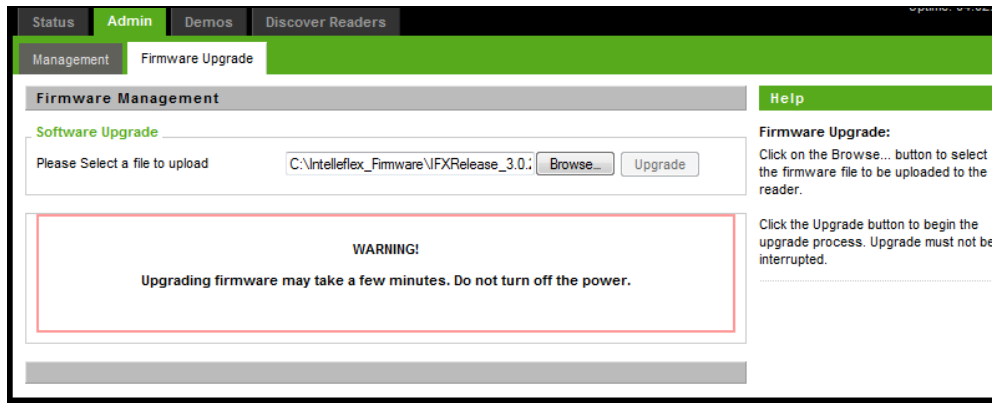 Status Admin Demos Discover Readers
Management Firmware Upgrade
Firmware Management
Software Upgrade
Please Select a file to upload C:\Intelleflex_Firmware\IFXRelease_3.0. Browse... Upgrade
WARNING!
Upgrading firmware may take a few minutes. Do not turn off the power.
Help
Firmware Upgrade:
Click on the Browse... button to select
the firmware file to be uploaded to the
reader.
Click the Upgrade button to begin the
upgrade process. Upgrade must not be
interrupted.